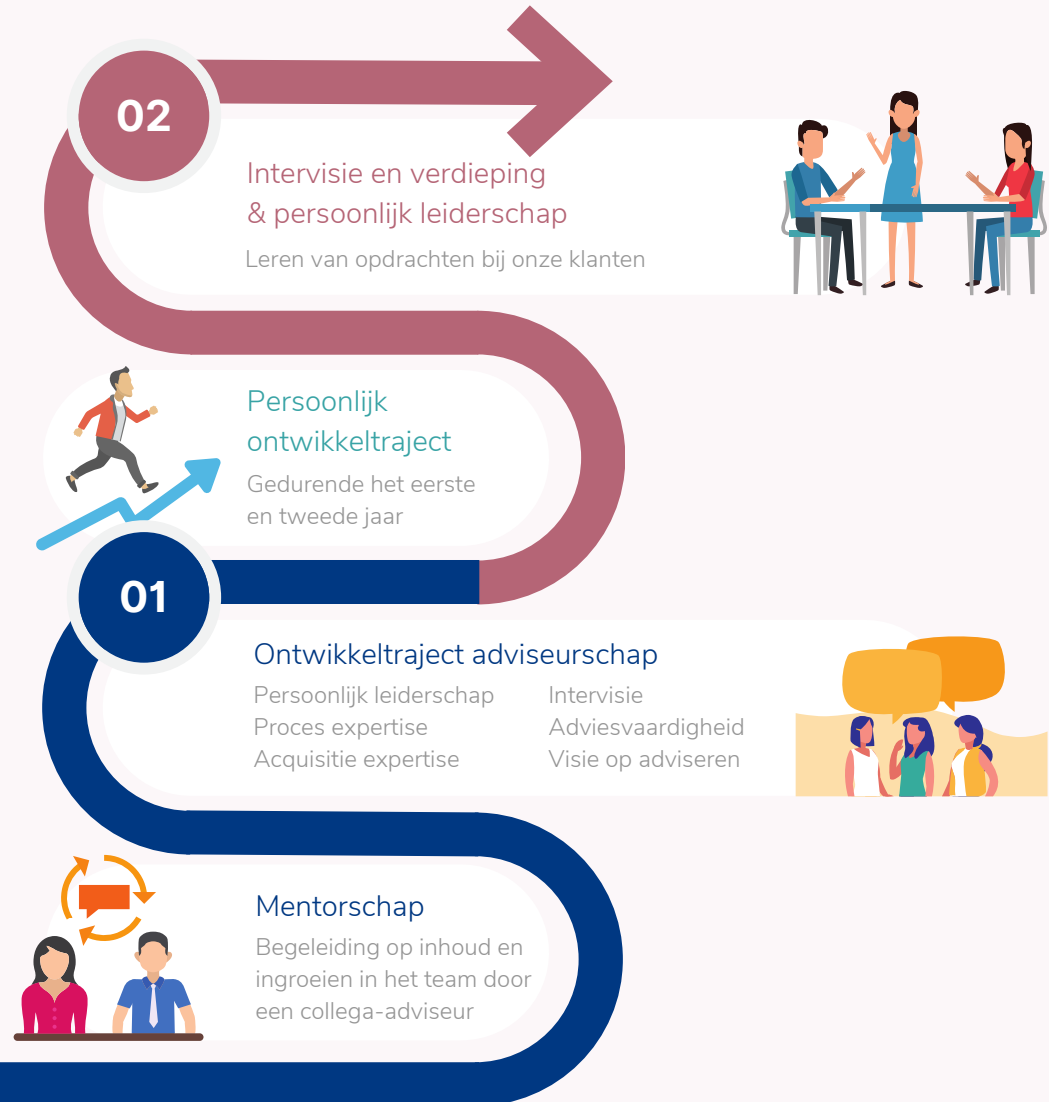 02
Intervisie en verdieping
& persoonlijk leiderschap
Leren van opdrachten bij onze klanten
Persoonlijk
ontwikkeltraject
Gedurende het eerste
en tweede jaar
01
Ontwikkeltraject adviseurschap
Persoonlijk leiderschap
Proces expertise
Acquisitie expertise
Intervisie
Adviesvaardigheid
Visie op adviseren
Mentorschap
Begeleiding op inhoud en
ingroeien in het team door
een collega-adviseur